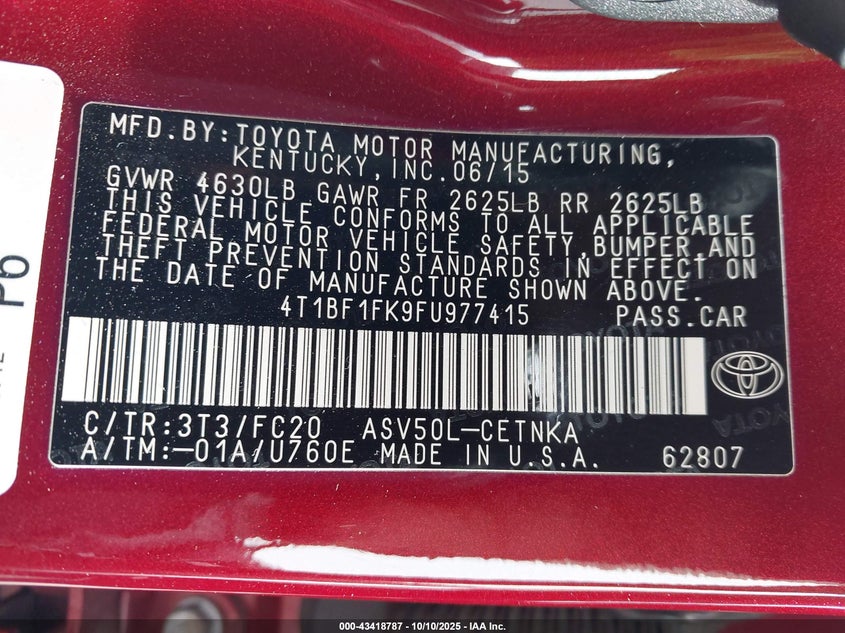 MFD.BY:TOYOTA MOTOR MANUFACTURING,
KENTUCKY,INC.06/15
GVWR 4630LB GAWR FR 2625LB RR 2625LB
THIS VEHICLE CONFORMS TO ALL APPLICABLE
FEDERAL MOTOR VEHICLE SAFETY,BUMPER,AND
THEFT PREVENTION STANDARDS IN EFFECT ON
THE DATE OF MANUFACTURE SHOWN ABOVE.
4T1BF1FK9FU977415 PASS.CAR
C/TR:3T3/FC20 ASV50L-CETNKA
A/TM:-01A/U760E MADE IN U.S.A. 62807
000-43418787 - 10/10/2025 - IAA Inc.